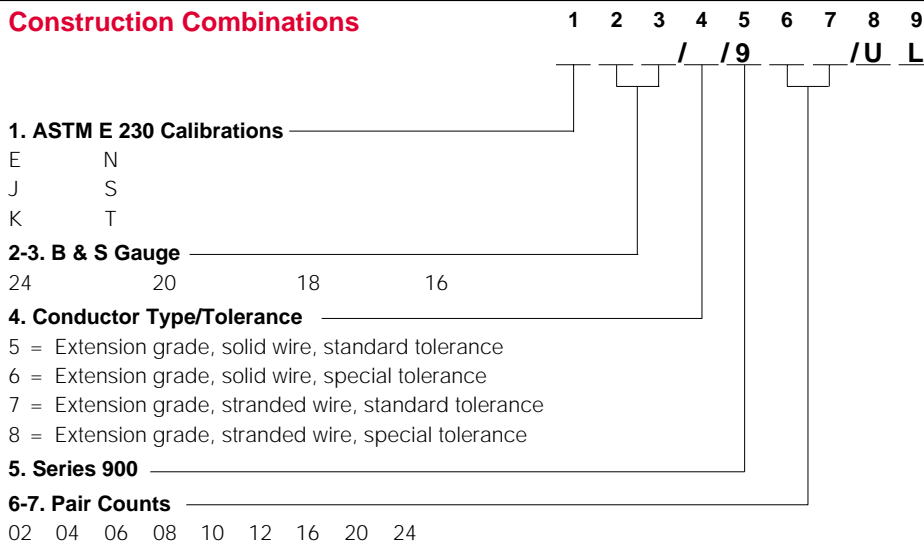 Construction Combinations 1 2 3 4 5 6 7 8 9
/ / 9 / U L
1. ASTM E 230 Calibrations
E N
J S
K T
2-3. B & S Gauge
24 20 18 16
4. Conductor Type/Tolerance
5 = Extension grade, solid wire, standard tolerance
6 = Extension grade, solid wire, special tolerance
7 = Extension grade, stranded wire, standard tolerance
8 = Extension grade, stranded wire, special tolerance
5. Series 900
6-7. Pair Counts
02 04 06 08 10 12 16 20 24